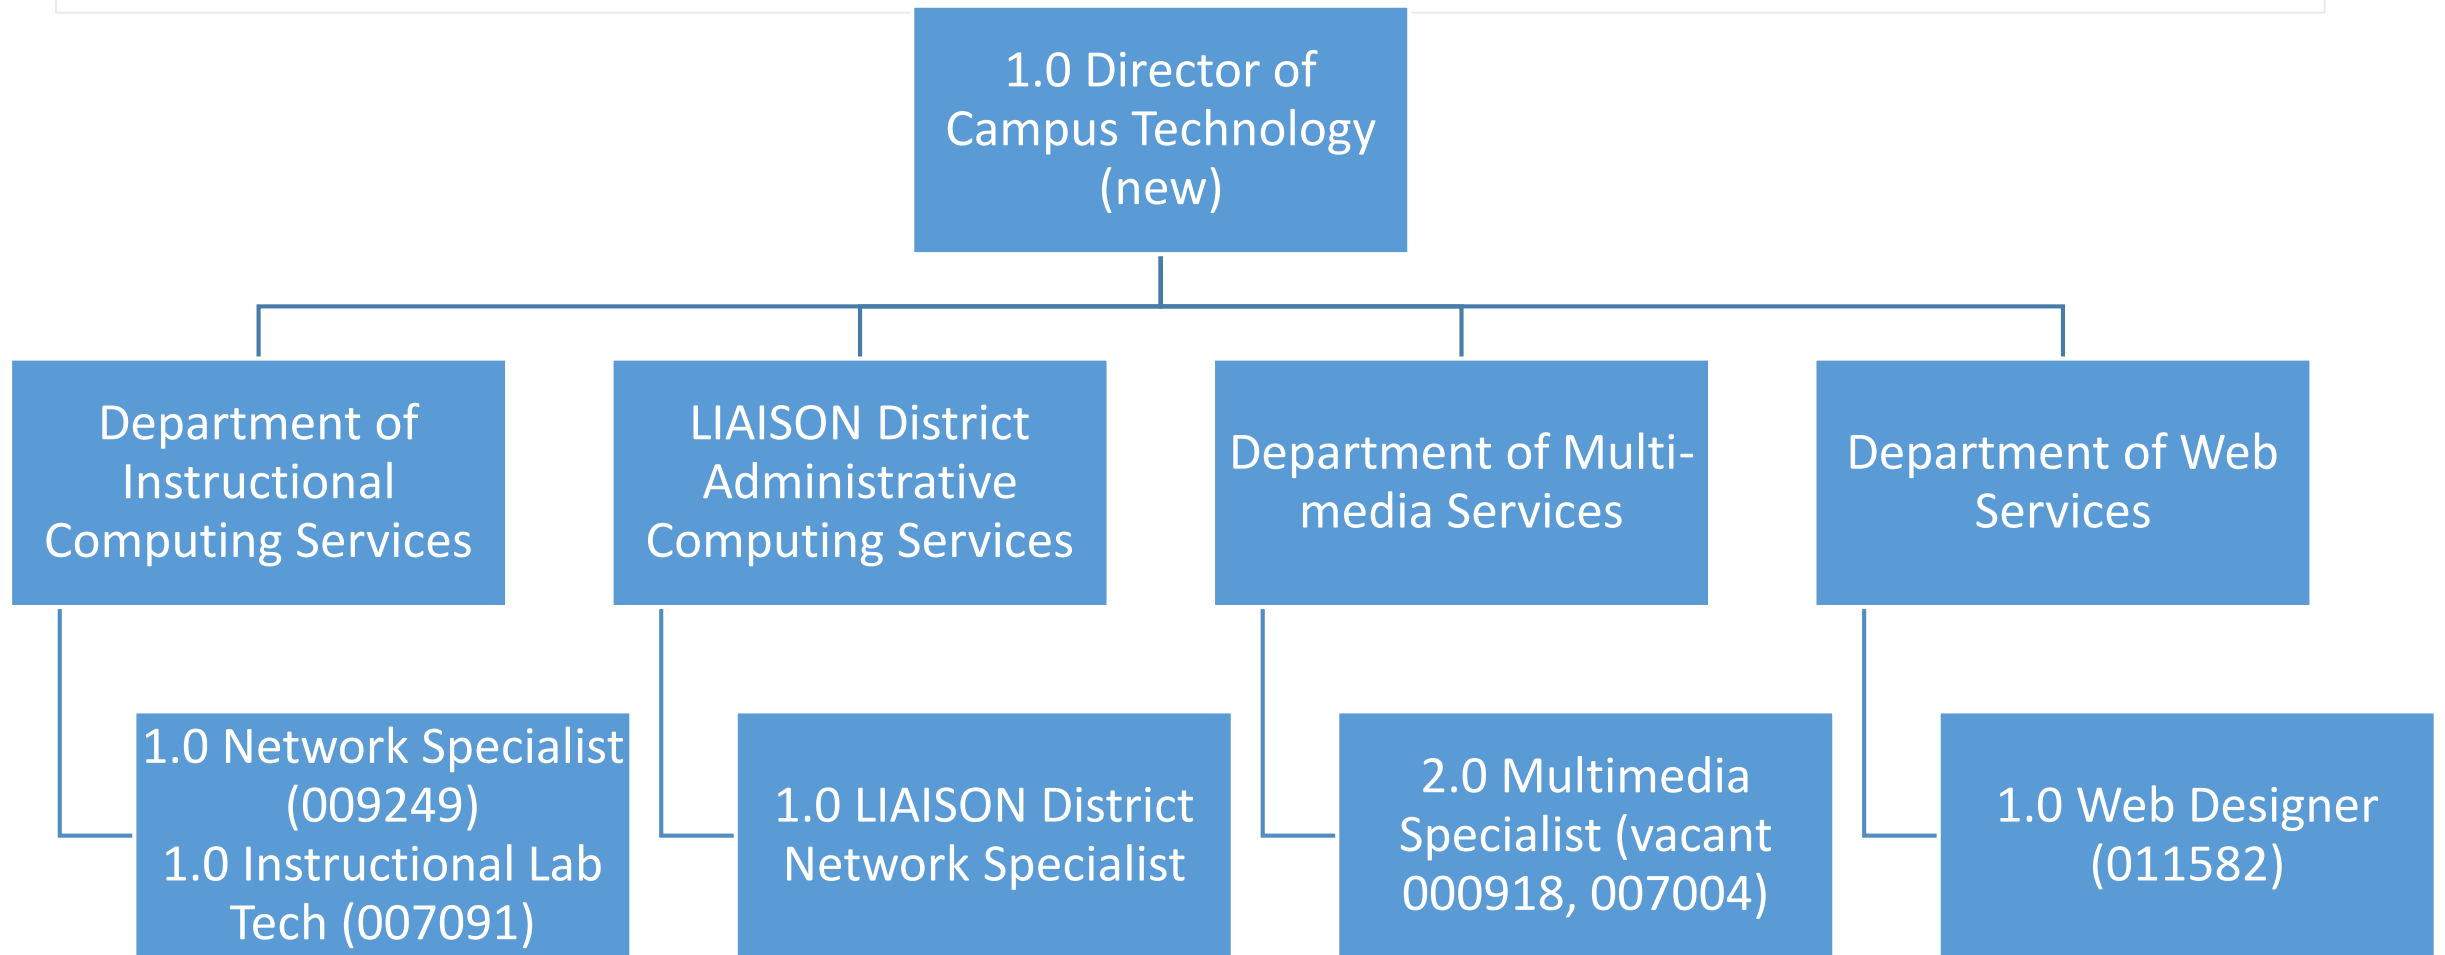 1.0 Director of
Campus Technology
(new)
Department of
Instructional
Computing Services
LIAISON District
Administrative
Computing Services
Department of Multi-
media Services
Department of Web
Services
1.0 Network Specialist
(009249)
1.0 Instructional Lab
Tech (007091)
1.0 LIAISON District
Network Specialist
2.0 Multimedia
Specialist (vacant
000918, 007004)
1.0 Web Designer
(011582)